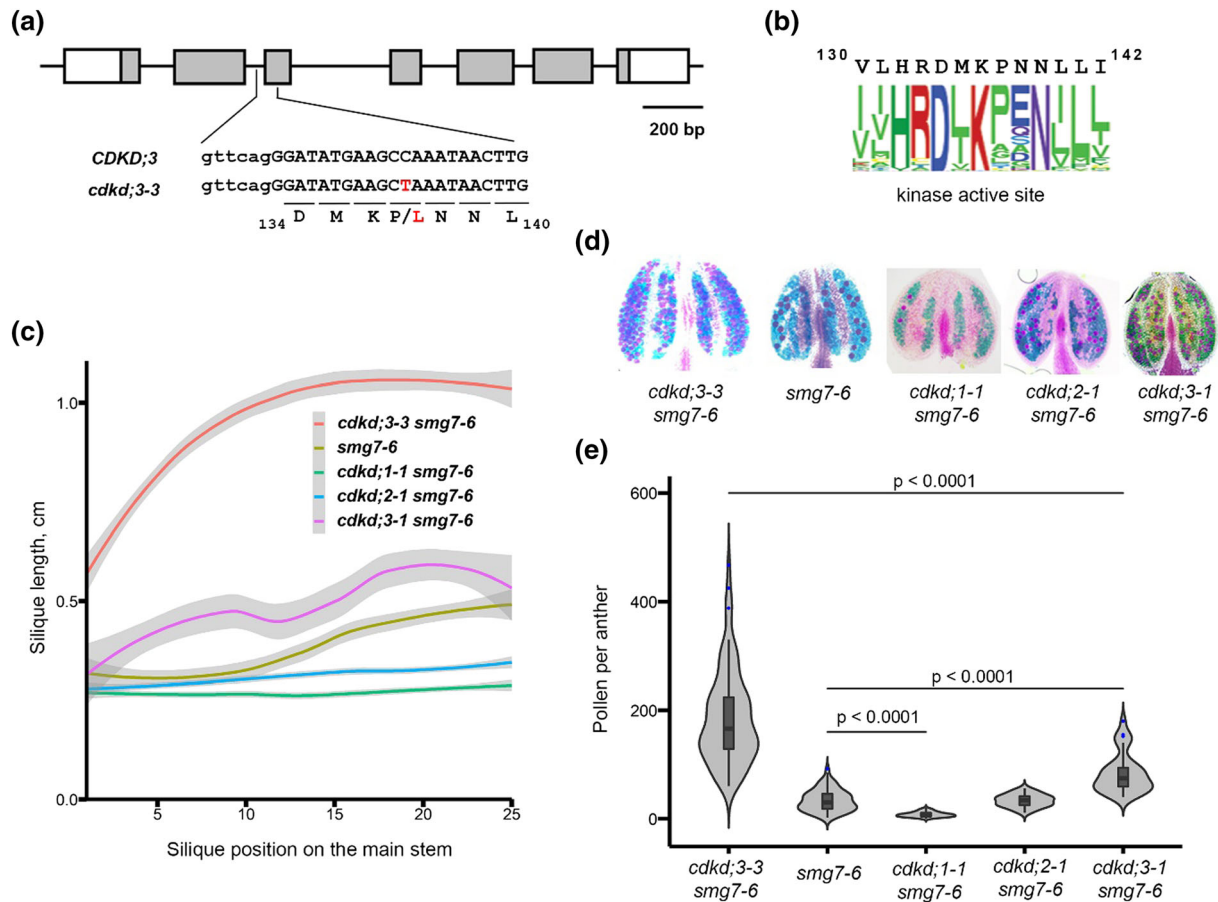 (a)
200 bp
CDKD;3 gttcagGGATATGAAGCCAAATAACTTG
cdkd;3-3 gttcagGGATATGAAGCTAAATAACTTG
134 D M K P/L N N L 140
(b)
130 V L H R D M K P N N L L I 142
kinase active site
(c)
Silique length, cm
1.0
0.5
0.0
5 10 15 20 25
Silique position on the main stem
cdkd;3-3 smg7-6
smg7-6
cdkd;1-1 smg7-6
cdkd;2-1 smg7-6
cdkd;3-1 smg7-6
(d)
cdkd;3-3 smg7-6
smg7-6
cdkd;1-1 smg7-6
cdkd;2-1 smg7-6
cdkd;3-1 smg7-6
(e)
Pollen per anther
600
400
200
0
p < 0.0001
p < 0.0001
p < 0.0001
cdkd;3-3 smg7-6
smg7-6
cdkd;1-1 smg7-6
cdkd;2-1 smg7-6
cdkd;3-1 smg7-6